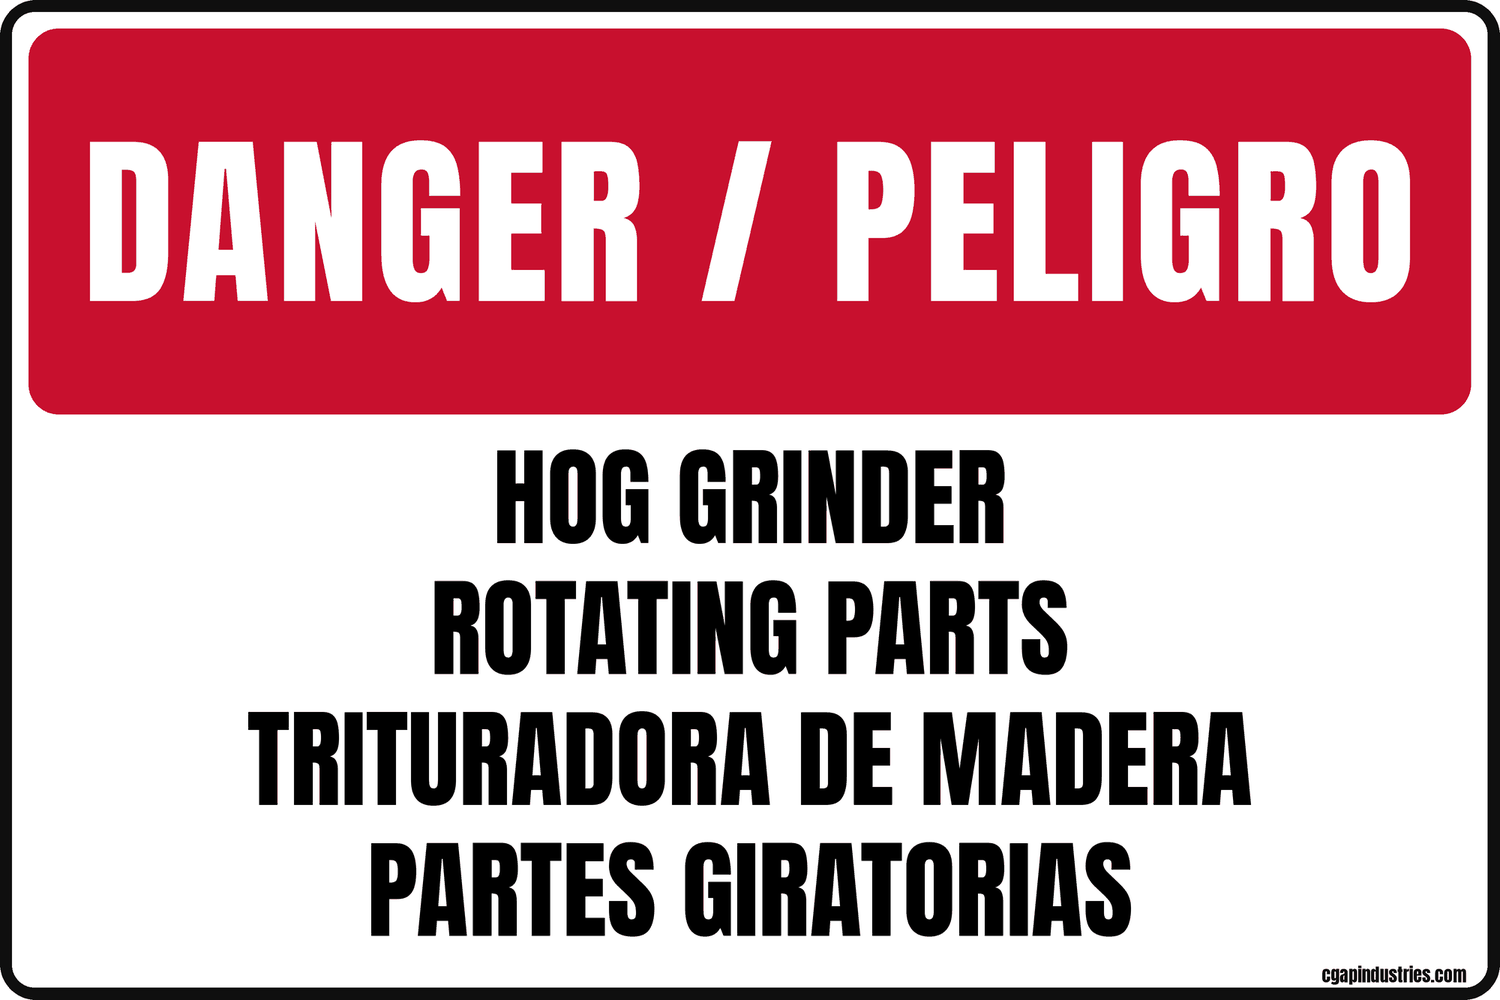 DANGER / PELIGRO
HOG GRINDER
ROTATING PARTS
TRITURADORA DE MADERA
PARTES GIRATORIAS
cgapindustries.com